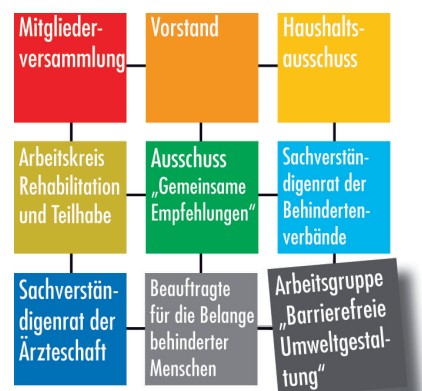 Mitglieder-
versammlung
Vorstand
Haushalts-
ausschuss
Arbeitskreis
Rehabilitation
und Teilhabe
Ausschuss
„Gemeinsame
Empfehlungen“
Sachverstän-
digenrat der
Behinderten-
verbände
Sachverstän-
digenrat der
Ärzteschaft
Beauftragte
für die Belange
behinderter
Menschen
Arbeitsgruppe
„Barrierefreie
Umweltgestal-
tung“